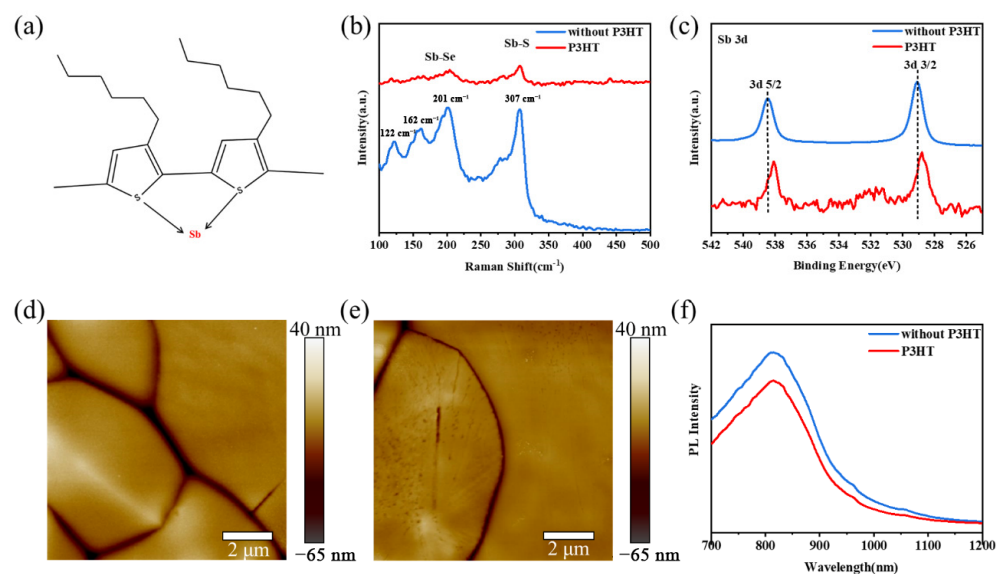 (a)
S
S
Sb
(b)
without P3HT
P3HT
Sb-S
Sb-Se
122 cm⁻¹
162 cm⁻¹
201 cm⁻¹
307 cm⁻¹
Intensity(a.u.)
100 150 200 250 300 350 400 450 500
Raman Shift(cm⁻¹)
(c)
Sb 3d
without P3HT
P3HT
3d 3/2
3d 5/2
Intensity(a.u.)
542 540 538 536 534 532 530 528 526
Binding Energy(eV)
(d)
40 nm
2 μm
−65 nm
(e)
40 nm
2 μm
−65 nm
(f)
without P3HT
P3HT
PL Intensity
700 800 900 1000 1100 1200
Wavelength(nm)